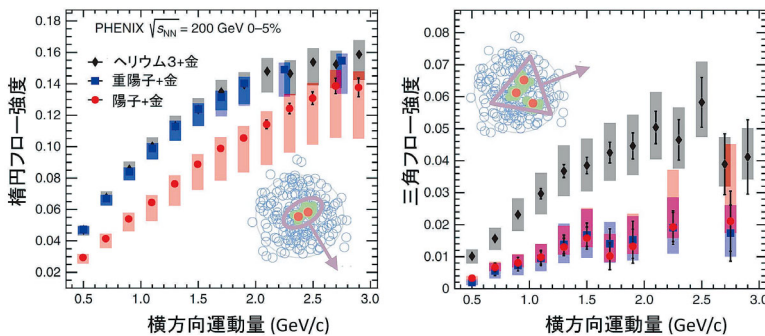 PHENIX √sNN = 200 GeV 0–5%
ヘリウム3+金
重陽子+金
陽子+金
楕円フロー強度
0.18
0.16
0.14
0.12
0.10
0.08
0.06
0.04
0.02
0.5 1.0 1.5 2.0 2.5 3.0
横方向運動量 (GeV/c)
三角フロー強度
0.08
0.07
0.06
0.05
0.04
0.03
0.02
0.01
0
0.5 1.0 1.5 2.0 2.5 3.0
横方向運動量 (GeV/c)